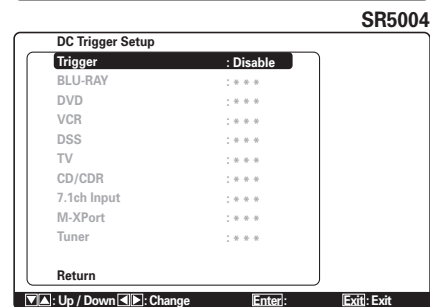 SR5004
DC Trigger Setup
Trigger : Disable
BLU-RAY : * * *
DVD : * * *
VCR : * * *
DSS : * * *
TV : * * *
CD/CDR : * * *
7.1ch Input : * * *
M-XPort : * * *
Tuner : * * *
Return
▼▲: Up / Down ◀▶: Change Enter: Exit: Exit